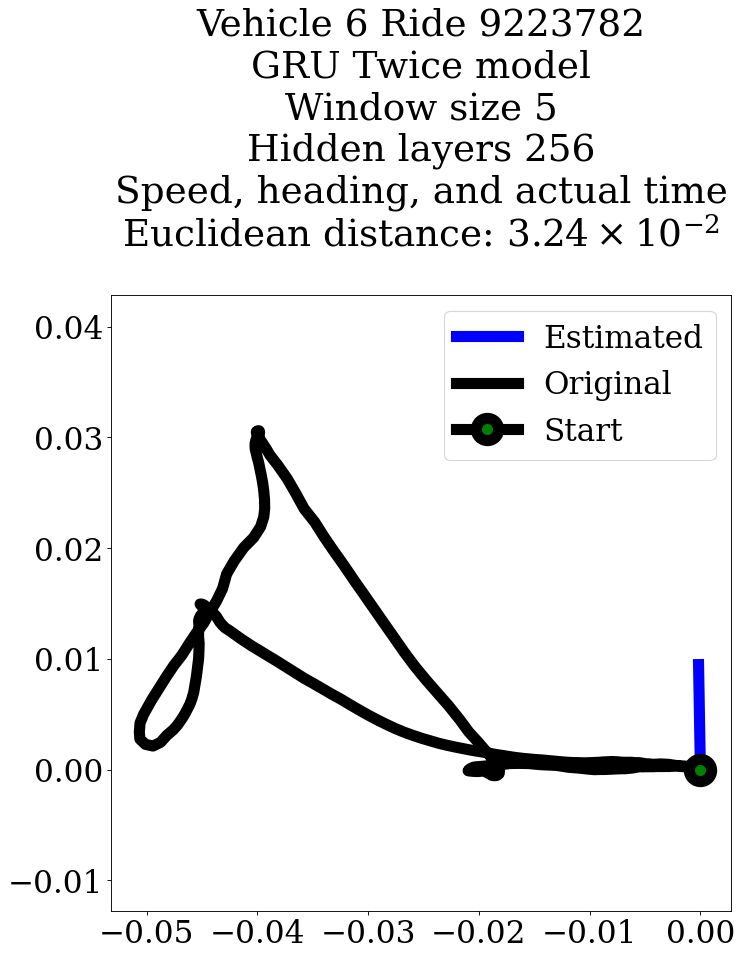 Vehicle 6 Ride 9223782
GRU Twice model
Window size 5
Hidden layers 256
Speed, heading, and actual time
Euclidean distance: 3.24 × 10⁻²
Estimated
Original
Start
0.04
0.03
0.02
0.01
0.00
−0.01
−0.05 −0.04 −0.03 −0.02 −0.01 0.00